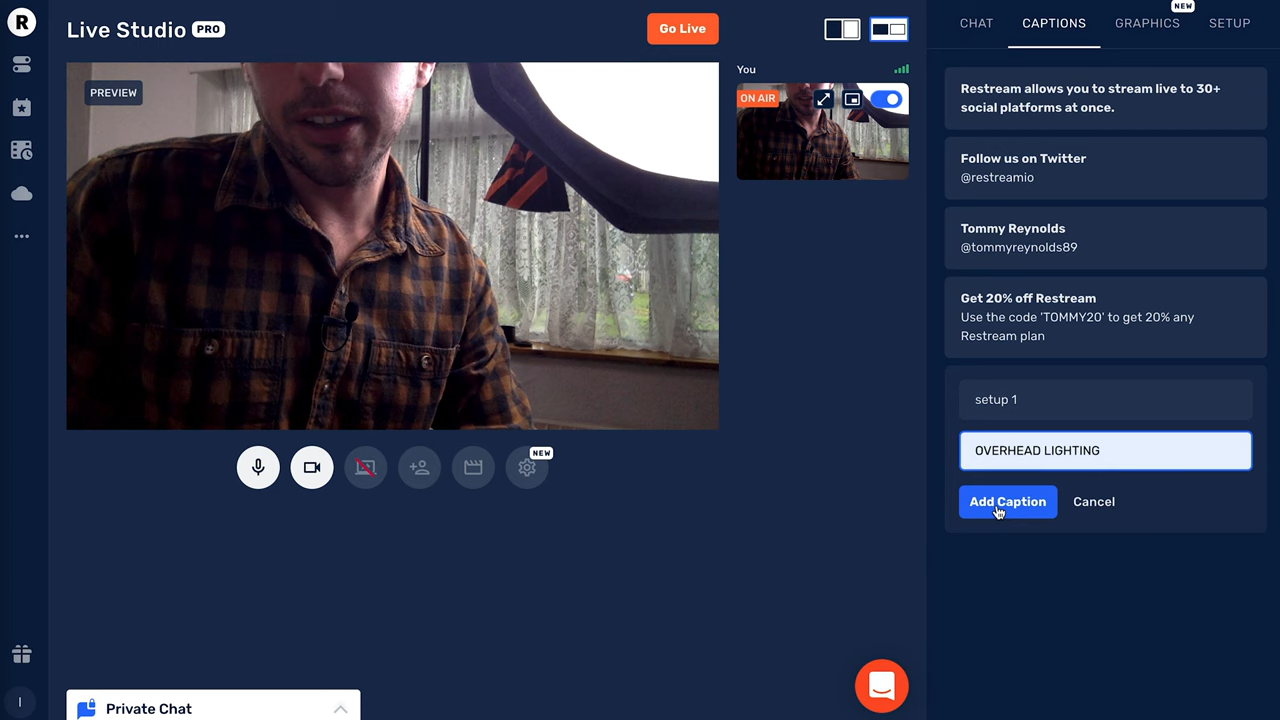 R
Live Studio PRO
Go Live
NEW
CHAT
CAPTIONS
GRAPHICS
SETUP
PREVIEW
You
ON AIR
Restream allows you to stream live to 30+
social platforms at once.
Follow us on Twitter
@restreamio
Tommy Reynolds
@tommyreynolds89
Get 20% off Restream
Use the code 'TOMMY20' to get 20% any
Restream plan
setup 1
OVERHEAD LIGHTING
Add Caption
Cancel
NEW
Private Chat
I